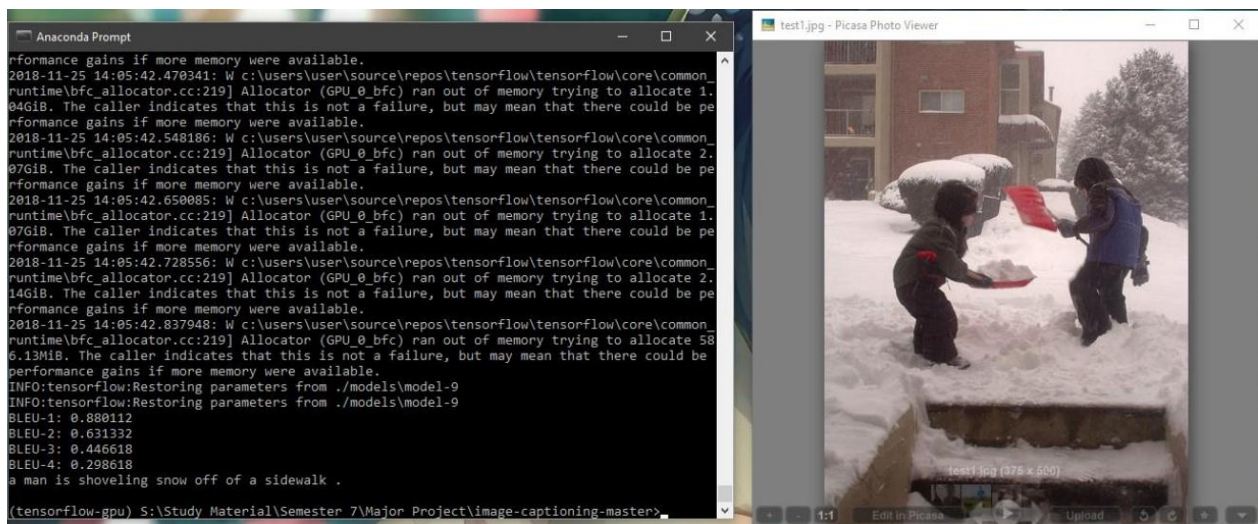 Anaconda Prompt
rformance gains if more memory were available.
2018-11-25 14:05:42.470341: W c:\users\user\source\repos\tensorflow\tensorflow\core\common_
runtime\bfc_allocator.cc:219] Allocator (GPU_0_bfc) ran out of memory trying to allocate 1.
04GiB. The caller indicates that this is not a failure, but may mean that there could be pe
rformance gains if more memory were available.
2018-11-25 14:05:42.548186: W c:\users\user\source\repos\tensorflow\tensorflow\core\common_
runtime\bfc_allocator.cc:219] Allocator (GPU_0_bfc) ran out of memory trying to allocate 2.
07GiB. The caller indicates that this is not a failure, but may mean that there could be pe
rformance gains if more memory were available.
2018-11-25 14:05:42.650085: W c:\users\user\source\repos\tensorflow\tensorflow\core\common_
runtime\bfc_allocator.cc:219] Allocator (GPU_0_bfc) ran out of memory trying to allocate 1.
07GiB. The caller indicates that this is not a failure, but may mean that there could be pe
rformance gains if more memory were available.
2018-11-25 14:05:42.728556: W c:\users\user\source\repos\tensorflow\tensorflow\core\common_
runtime\bfc_allocator.cc:219] Allocator (GPU_0_bfc) ran out of memory trying to allocate 2.
14GiB. The caller indicates that this is not a failure, but may mean that there could be pe
rformance gains if more memory were available.
2018-11-25 14:05:42.837948: W c:\users\user\source\repos\tensorflow\tensorflow\core\common_
runtime\bfc_allocator.cc:219] Allocator (GPU_0_bfc) ran out of memory trying to allocate 58
6.13MiB. The caller indicates that this is not a failure, but may mean that there could be
performance gains if more memory were available.
INFO:tensorflow:Restoring parameters from ./models\model-9
INFO:tensorflow:Restoring parameters from ./models\model-9
BLEU-1: 0.880112
BLEU-2: 0.631332
BLEU-3: 0.446618
BLEU-4: 0.298618
a man is shoveling snow off of a sidewalk .
(tensorflow-gpu) S:\Study Material\Semester 7\Major Project\image-captioning-master>_
test1.jpg - Picasa Photo Viewer
test1.jpg (375 x 500)
1:1 Edit in Picasa Upload